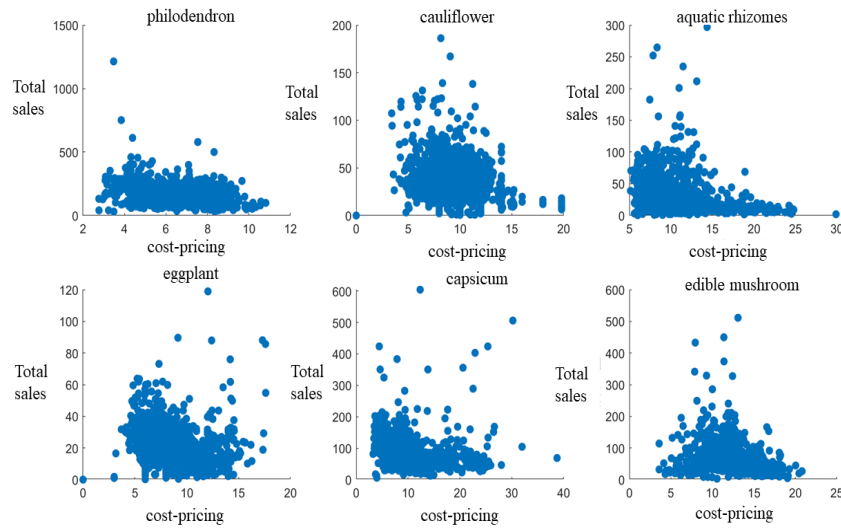 philodendron
1500
1000
500
0
Total
sales
2 4 6 8 10 12
cost-pricing
cauliflower
200
150
100
50
0
Total
sales
0 5 10 15 20
cost-pricing
aquatic rhizomes
300
250
200
150
100
50
0
Total
sales
5 10 15 20 25 30
cost-pricing
eggplant
120
100
80
60
40
20
0
Total
sales
0 5 10 15 20
cost-pricing
capsicum
600
500
400
300
200
100
0
Total
sales
0 10 20 30 40
cost-pricing
edible mushroom
600
500
400
300
200
100
0
Total
sales
0 5 10 15 20 25
cost-pricing